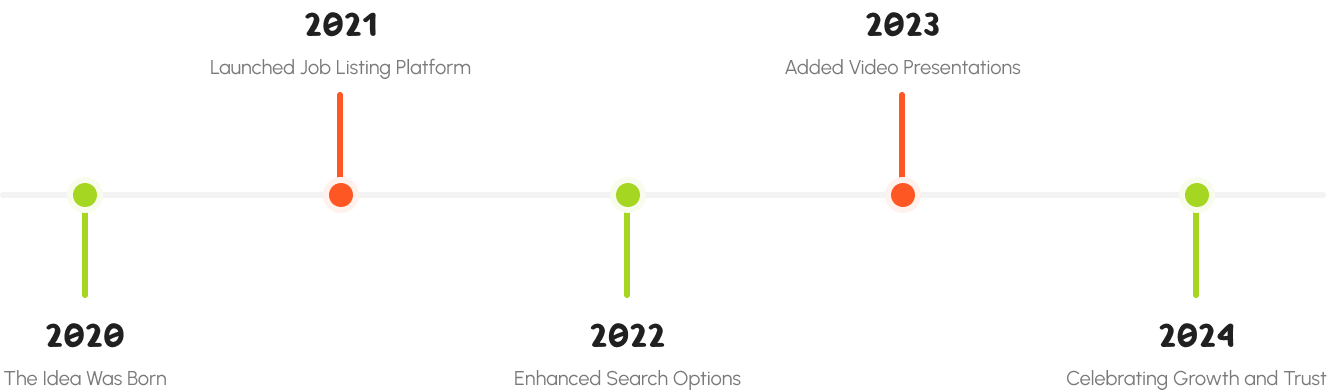 2021
Launched Job Listing Platform
2023
Added Video Presentations
2020
The Idea Was Born
2022
Enhanced Search Options
2024
Celebrating Growth and Trust